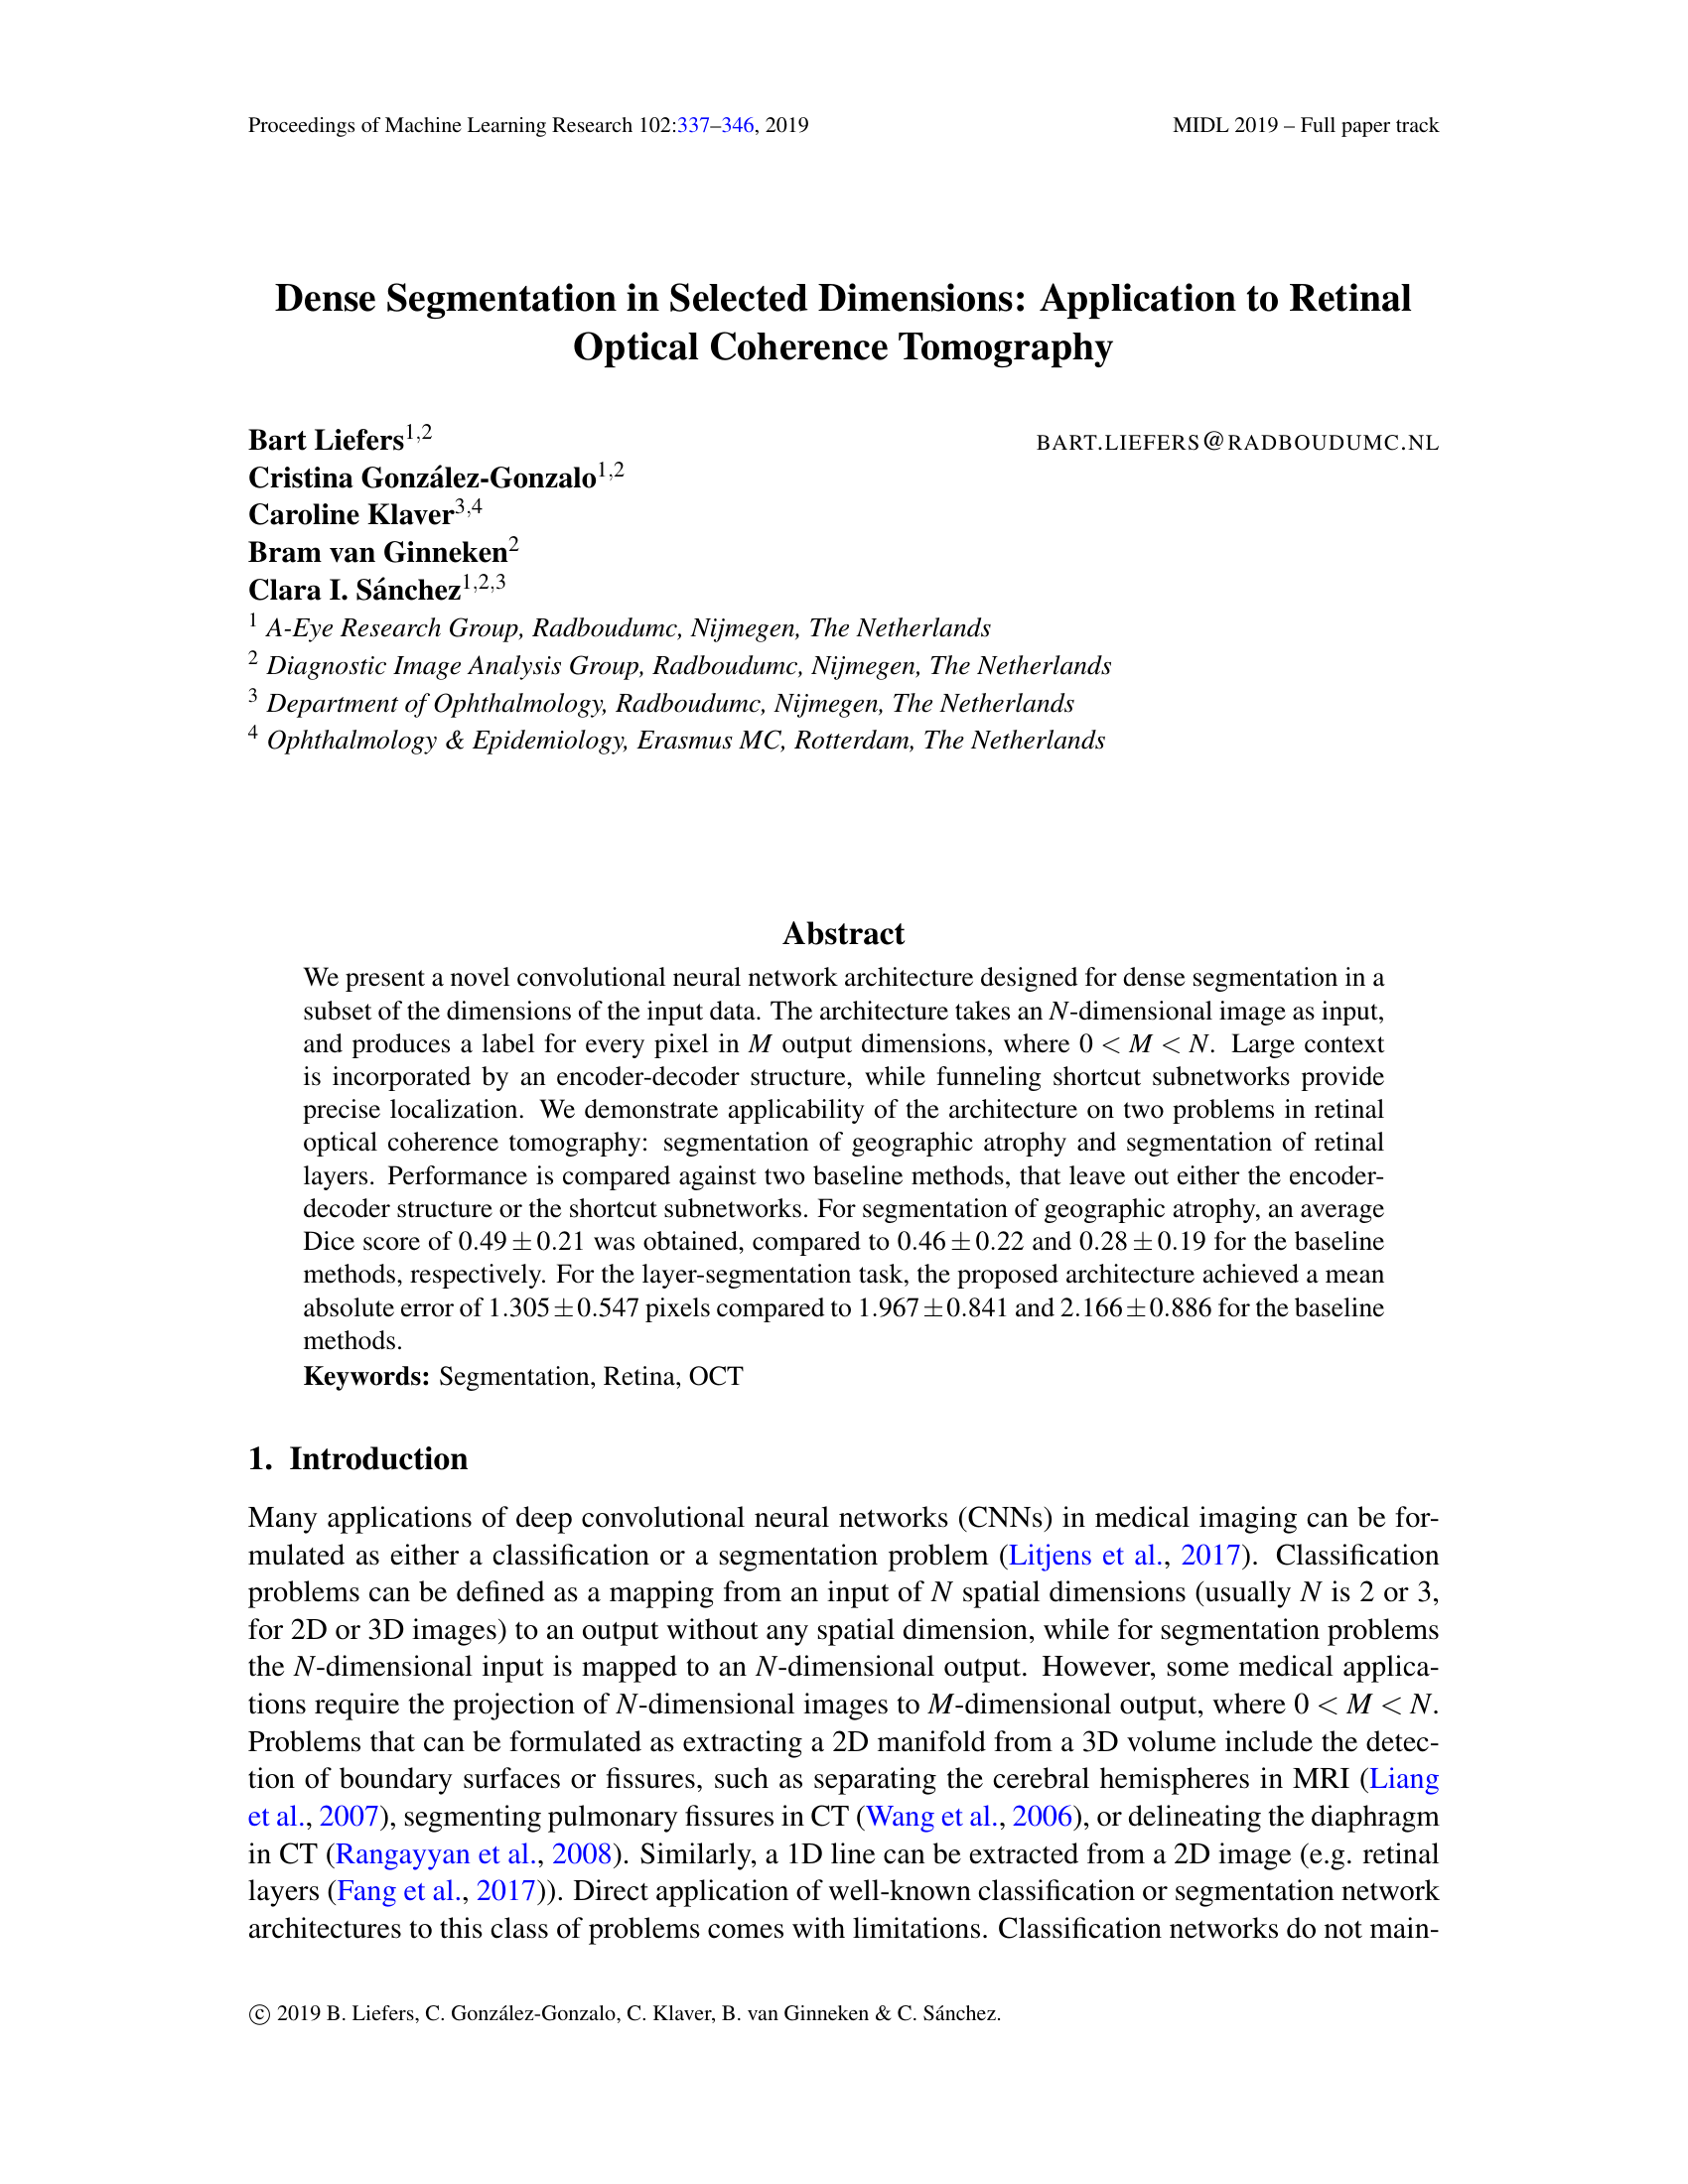 Proceedings of Machine Learning Research 102:337–346, 2019 MIDL 2019 – Full paper track
Dense Segmentation in Selected Dimensions: Application to Retinal
Optical Coherence Tomography
Bart Liefers1,2 BART.LIEFERS@RADBOUDUMC.NL
Cristina González-Gonzalo1,2
Caroline Klaver3,4
Bram van Ginneken2
Clara I. Sánchez1,2,3
1 A-Eye Research Group, Radboudumc, Nijmegen, The Netherlands
2 Diagnostic Image Analysis Group, Radboudumc, Nijmegen, The Netherlands
3 Department of Ophthalmology, Radboudumc, Nijmegen, The Netherlands
4 Ophthalmology & Epidemiology, Erasmus MC, Rotterdam, The Netherlands
Abstract
We present a novel convolutional neural network architecture designed for dense segmentation in a
subset of the dimensions of the input data. The architecture takes an N-dimensional image as input,
and produces a label for every pixel in M output dimensions, where 0 < M < N. Large context
is incorporated by an encoder-decoder structure, while funneling shortcut subnetworks provide
precise localization. We demonstrate applicability of the architecture on two problems in retinal
optical coherence tomography: segmentation of geographic atrophy and segmentation of retinal
layers. Performance is compared against two baseline methods, that leave out either the encoder-
decoder structure or the shortcut subnetworks. For segmentation of geographic atrophy, an average
Dice score of 0.49 ± 0.21 was obtained, compared to 0.46 ± 0.22 and 0.28 ± 0.19 for the baseline
methods, respectively. For the layer-segmentation task, the proposed architecture achieved a mean
absolute error of 1.305 ± 0.547 pixels compared to 1.967 ± 0.841 and 2.166 ± 0.886 for the baseline
methods.
Keywords: Segmentation, Retina, OCT
1. Introduction
Many applications of deep convolutional neural networks (CNNs) in medical imaging can be for-
mulated as either a classification or a segmentation problem (Litjens et al., 2017). Classification
problems can be defined as a mapping from an input of N spatial dimensions (usually N is 2 or 3,
for 2D or 3D images) to an output without any spatial dimension, while for segmentation problems
the N-dimensional input is mapped to an N-dimensional output. However, some medical applica-
tions require the projection of N-dimensional images to M-dimensional output, where 0 < M < N.
Problems that can be formulated as extracting a 2D manifold from a 3D volume include the detec-
tion of boundary surfaces or fissures, such as separating the cerebral hemispheres in MRI (Liang
et al., 2007), segmenting pulmonary fissures in CT (Wang et al., 2006), or delineating the diaphragm
in CT (Rangayyan et al., 2008). Similarly, a 1D line can be extracted from a 2D image (e.g. retinal
layers (Fang et al., 2017)). Direct application of well-known classification or segmentation network
architectures to this class of problems comes with limitations. Classification networks do not main-
© 2019 B. Liefers, C. González-Gonzalo, C. Klaver, B. van Ginneken & C. Sánchez.